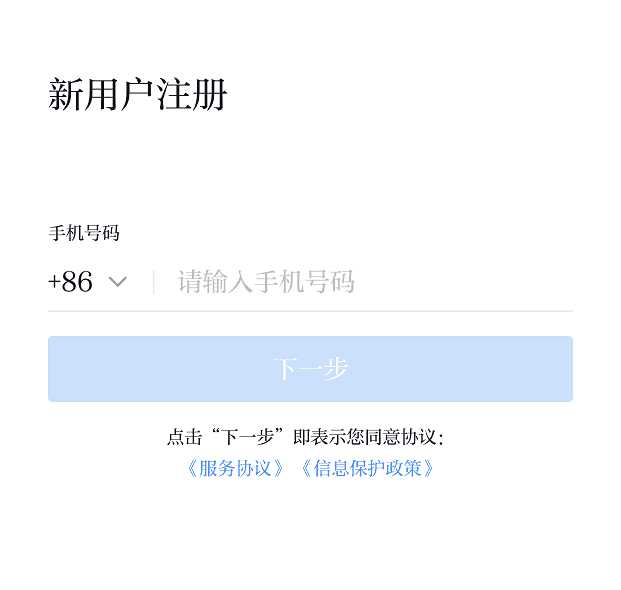 新用户注册
手机号码
+86 请输入手机号码
下一步
点击“下一步”即表示您同意协议：
《服务协议》《信息保护政策》